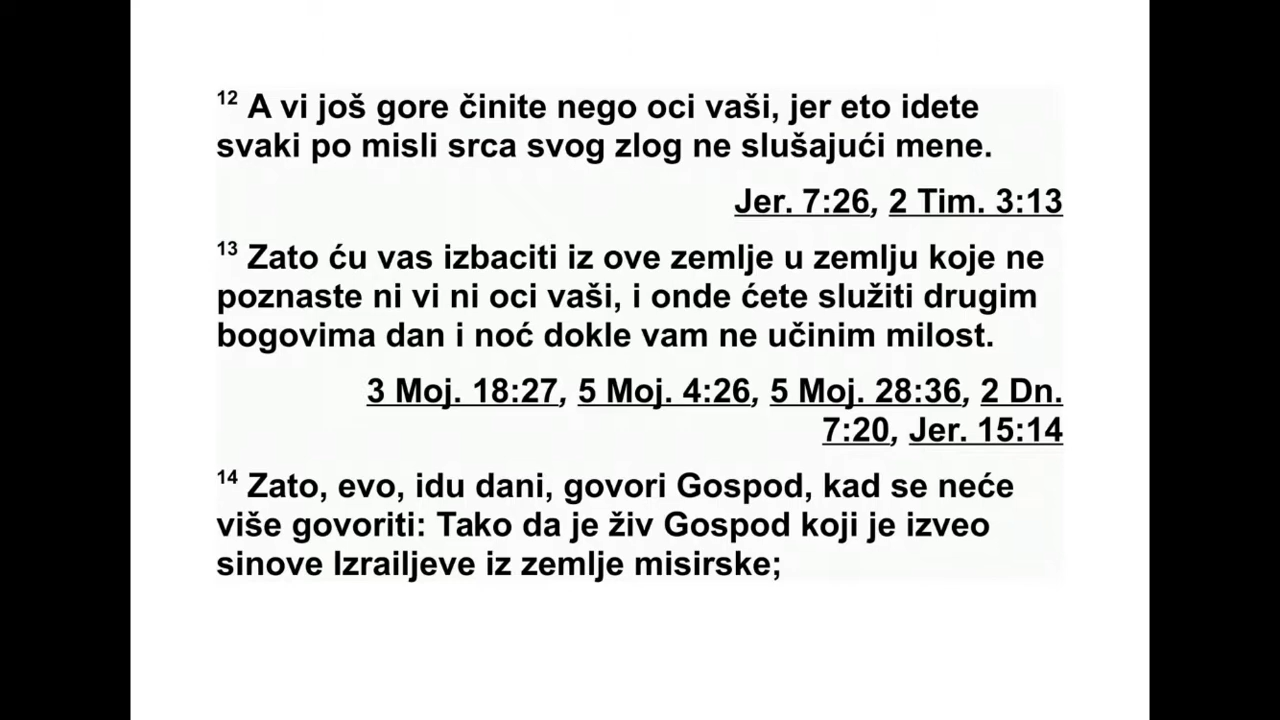 12 A vi još gore činite nego oci vaši, jer eto idete
svaki po misli srca svog zlog ne slušajući mene.
Jer. 7:26, 2 Tim. 3:13
13 Zato ću vas izbaciti iz ove zemlje u zemlju koje ne
poznaste ni vi ni oci vaši, i onde ćete služiti drugim
bogovima dan i noć dokle vam ne učinim milost.
3 Moj. 18:27, 5 Moj. 4:26, 5 Moj. 28:36, 2 Dn.
7:20, Jer. 15:14
14 Zato, evo, idu dani, govori Gospod, kad se neće
više govoriti: Tako da je živ Gospod koji je izveo
sinove Izrailjeve iz zemlje misirske;